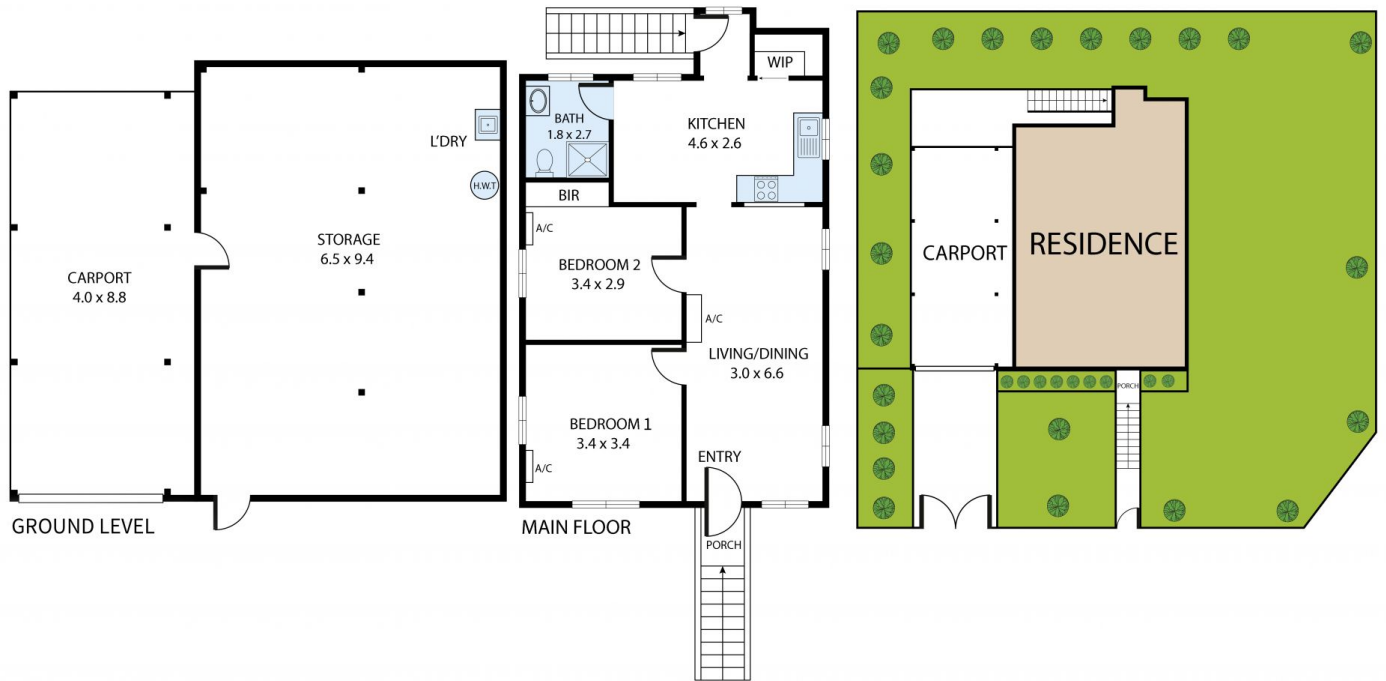 CARPORT
4.0 x 8.8
STORAGE
6.5 x 9.4
L'DRY
H.W.T
GROUND LEVEL
WIP
BATH
1.8 x 2.7
KITCHEN
4.6 x 2.6
BIR
A/C
BEDROOM 2
3.4 x 2.9
A/C
LIVING/DINING
3.0 x 6.6
BEDROOM 1
3.4 x 3.4
A/C
ENTRY
MAIN FLOOR
PORCH
CARPORT
RESIDENCE
PORCH